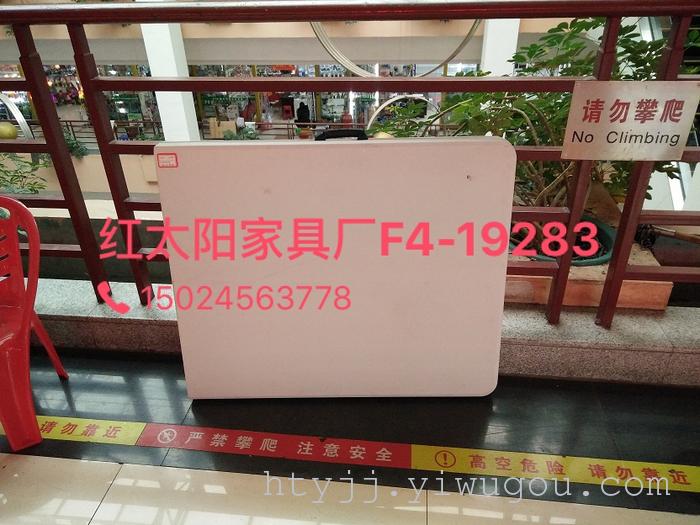 请勿攀爬
No Climbing
红太阳家具厂F4-19283
15024563778
请勿靠近
严禁攀爬 注意安全
高空危险 请勿靠近
htyjj.yiwugou.com